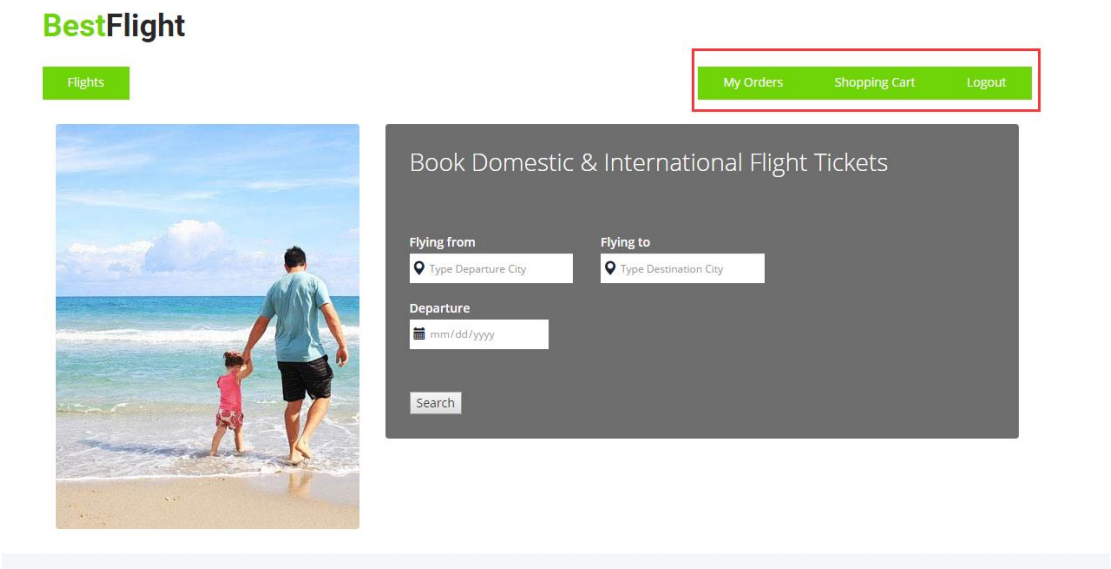 BestFlight
Flights
My Orders Shopping Cart Logout
Book Domestic & International Flight Tickets
Flying from Flying to
Type Departure City Type Destination City
Departure
mm/dd/yyyy
Search